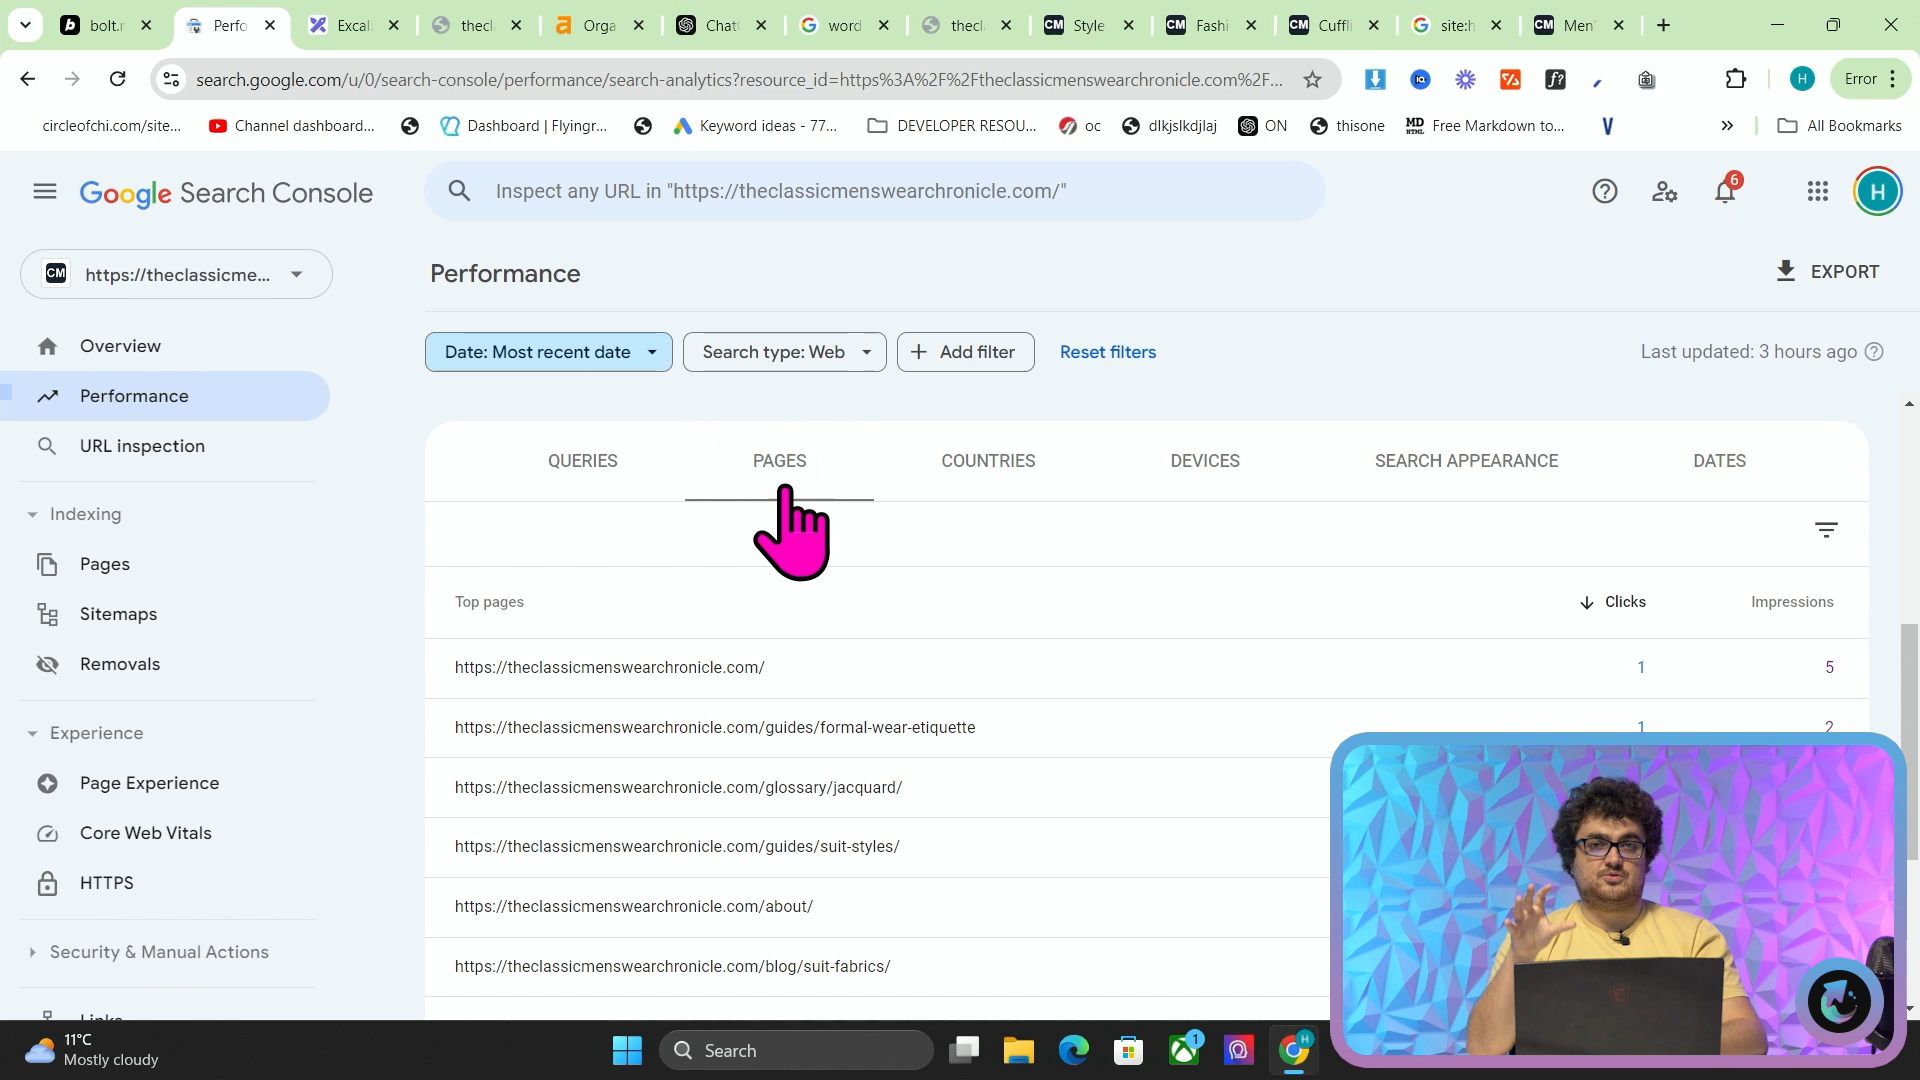 bolt.r
Perfo
Excali
thecl
Orga
Chat
word
thecl
Style
Fashi
Cuffli
site:h
Men'
search.google.com/u/0/search-console/performance/search-analytics?resource_id=https%3A%2F%2Ftheclassicmenswearchronicle.com%2F...
Error
circleofchi.com/site...
Channel dashboard...
Dashboard | Flyingr...
Keyword ideas - 77...
DEVELOPER RESOU...
oc
dlkjslkdjlaj
ON
thisone
Free Markdown to...
All Bookmarks
Google Search Console
Inspect any URL in "https://theclassicmenswearchronicle.com/"
6
H
CM
https://theclassicme...
Performance
EXPORT
Date: Most recent date
Search type: Web
Add filter
Reset filters
Last updated: 3 hours ago
Overview
Performance
URL inspection
Indexing
Pages
Sitemaps
Removals
Experience
Page Experience
Core Web Vitals
HTTPS
Security & Manual Actions
Links
QUERIES
PAGES
COUNTRIES
DEVICES
SEARCH APPEARANCE
DATES
Top pages
Clicks
Impressions
https://theclassicmenswearchronicle.com/
1
5
https://theclassicmenswearchronicle.com/guides/formal-wear-etiquette
1
2
https://theclassicmenswearchronicle.com/glossary/jacquard/
https://theclassicmenswearchronicle.com/guides/suit-styles/
https://theclassicmenswearchronicle.com/about/
https://theclassicmenswearchronicle.com/blog/suit-fabrics/
11°C
Mostly cloudy
Search
1
H